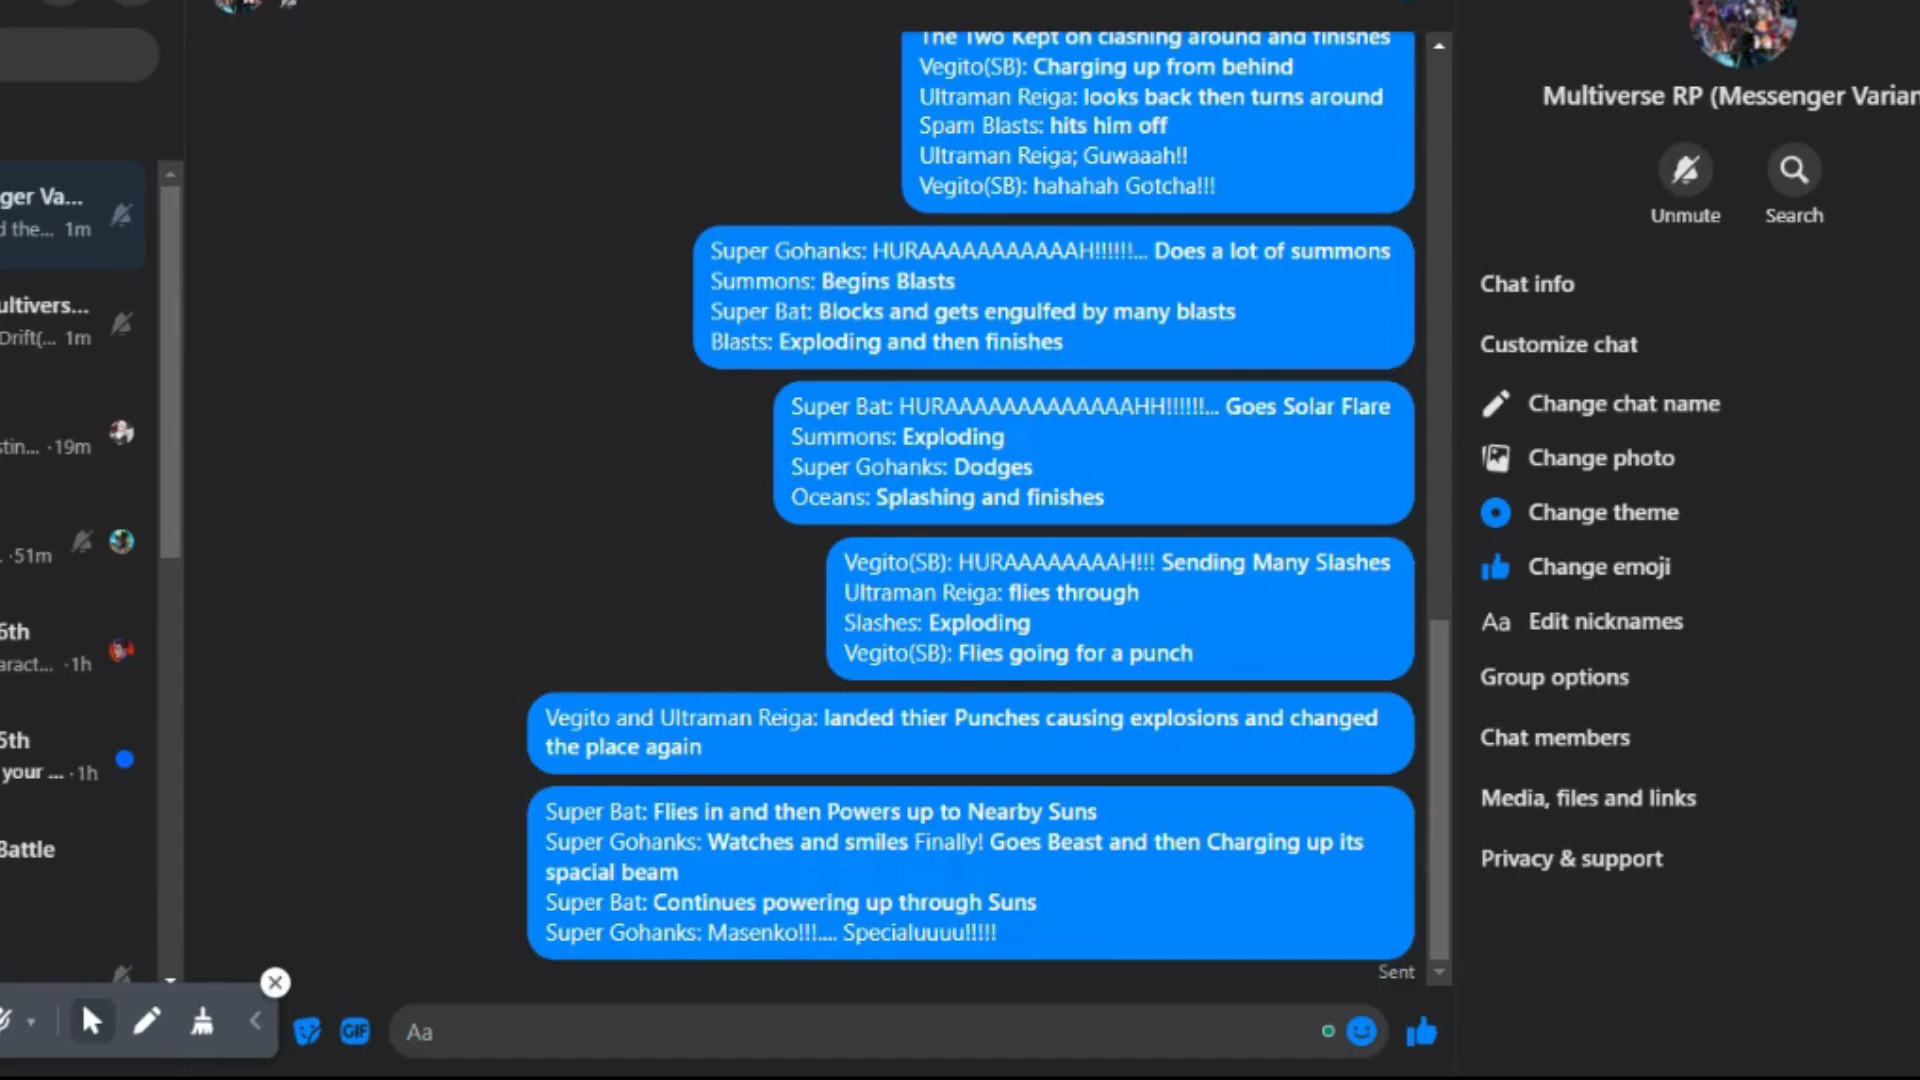 The Two Kept on clashing around and finishes
Vegito(SB): Charging up from behind
Ultraman Reiga: looks back then turns around
Spam Blasts: hits him off
Ultraman Reiga; Guwaaah!!
Vegito(SB): hahahah Gotcha!!!
Super Gohanks: HURAAAAAAAAAAAH!!!!!!... Does a lot of summons
Summons: Begins Blasts
Super Bat: Blocks and gets engulfed by many blasts
Blasts: Exploding and then finishes
Super Bat: HURAAAAAAAAAAAAAHH!!!!!!... Goes Solar Flare
Summons: Exploding
Super Gohanks: Dodges
Oceans: Splashing and finishes
Vegito(SB): HURAAAAAAAAH!!! Sending Many Slashes
Ultraman Reiga: flies through
Slashes: Exploding
Vegito(SB): Flies going for a punch
Vegito and Ultraman Reiga: landed thier Punches causing explosions and changed
the place again
Super Bat: Flies in and then Powers up to Nearby Suns
Super Gohanks: Watches and smiles Finally! Goes Beast and then Charging up its
spacial beam
Super Bat: Continues powering up through Suns
Super Gohanks: Masenko!!!.... Specialuuuu!!!!!
Sent
GIF
Aa
ger Va...
d the... 1m
ultivers...
Drift(... 1m
stin... · 19m
. · 51m
6th
aract... · 1h
5th
your ... · 1h
Battle
Multiverse RP (Messenger Varian
Unmute
Search
Chat info
Customize chat
Change chat name
Change photo
Change theme
Change emoji
Aa Edit nicknames
Group options
Chat members
Media, files and links
Privacy & support